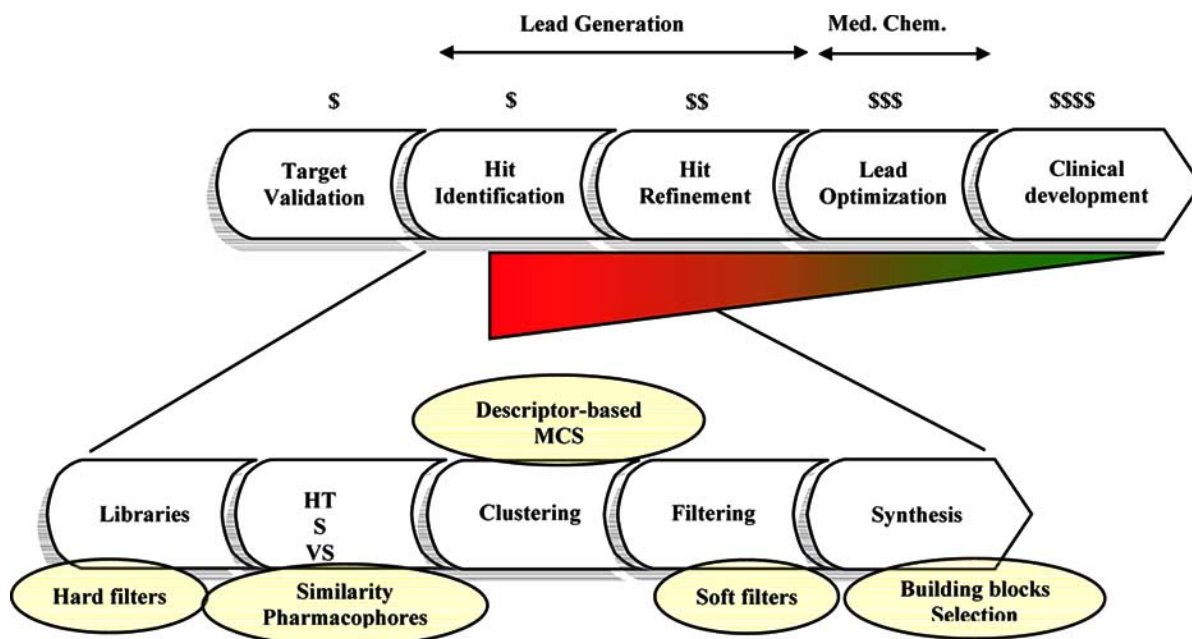 Lead Generation
Med. Chem.
$
$
$$
$$$
$$$$
Target
Validation
Hit
Identification
Hit
Refinement
Lead
Optimization
Clinical
development
Descriptor-based
MCS
Libraries
HT
S
VS
Clustering
Filtering
Synthesis
Hard filters
Similarity
Pharmacophores
Soft filters
Building blocks
Selection